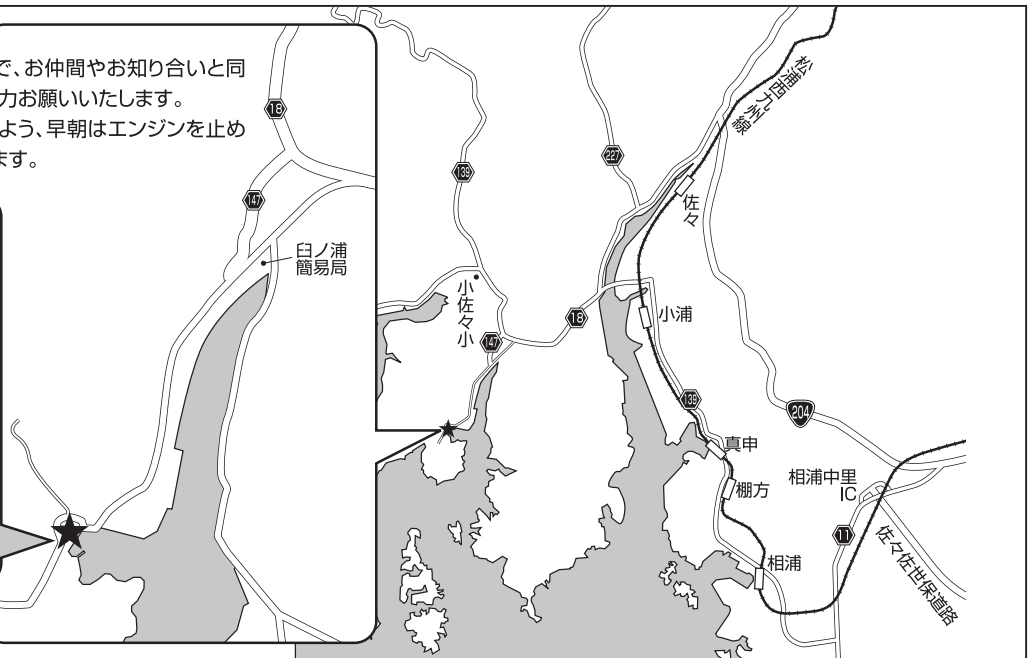 で、お仲間やお知り合いと同
力お願いいたします。
よう、早朝はエンジンを止め
ます。
18
147
臼ノ浦
簡易局
139
227
松浦西九州線
佐々
小佐々小
147
18
小浦
139
204
真申
棚方
相浦中里
IC
11
相浦
佐々佐世保道路